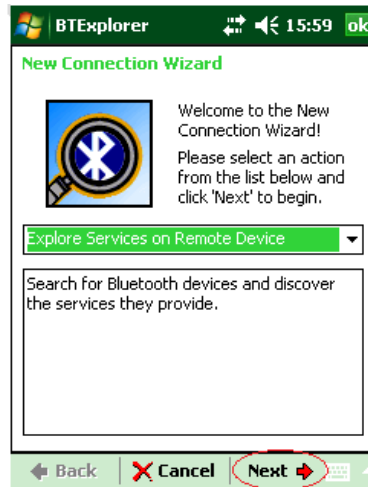 BTExplorer 15:59 ok
New Connection Wizard
Welcome to the New
Connection Wizard!
Please select an action
from the list below and
click 'Next' to begin.
Explore Services on Remote Device
Search for Bluetooth devices and discover
the services they provide.
Back Cancel Next